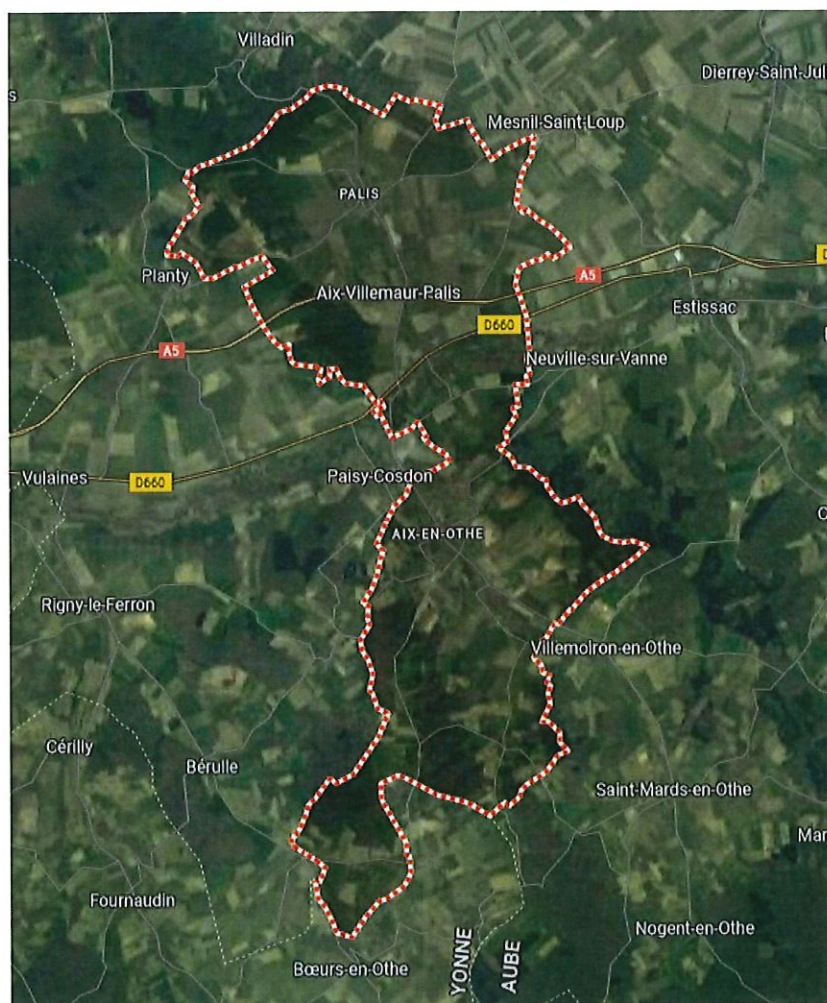 Villadin
Dierrey-Saint-Jul
s
Mesnil-Saint-Loup
PALIS
Planty
A5
D
Aix-Villemaur-Palis
Estissac
D660
A5
Neuville-sur-Vanne
Vulaines
D660
Paisy-Cosdon
AIX-EN-OTHE
Rigny-le-Ferron
Villemoiron-en-Othe
Cérilly
Bérulle
Saint-Mards-en-Othe
Mar
Fournaudin
Nogent-en-Othe
Bœurs-en-Othe
YONNE
AUBE